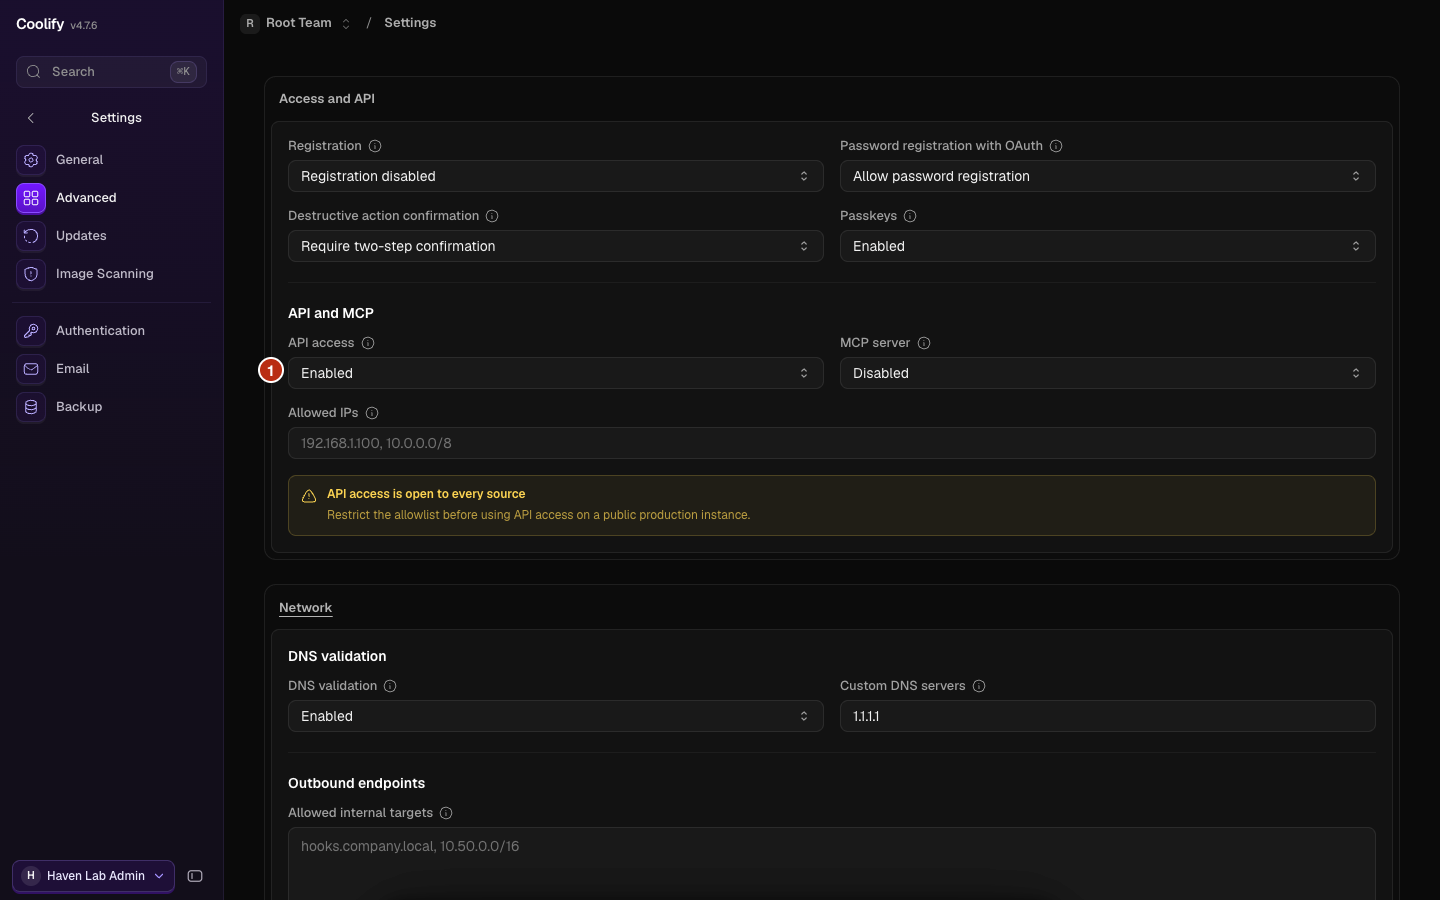 Coolify v4.7.6
Search ⌘K
Settings
General
Advanced
Updates
Image Scanning
Authentication
Email
Backup
H Haven Lab Admin
R Root Team / Settings
Access and API
Registration
Registration disabled
Password registration with OAuth
Allow password registration
Destructive action confirmation
Require two-step confirmation
Passkeys
Enabled
API and MCP
API access
1
Enabled
MCP server
Disabled
Allowed IPs
192.168.1.100, 10.0.0.0/8
API access is open to every source
Restrict the allowlist before using API access on a public production instance.
Network
DNS validation
DNS validation
Enabled
Custom DNS servers
1.1.1.1
Outbound endpoints
Allowed internal targets
hooks.company.local, 10.50.0.0/16